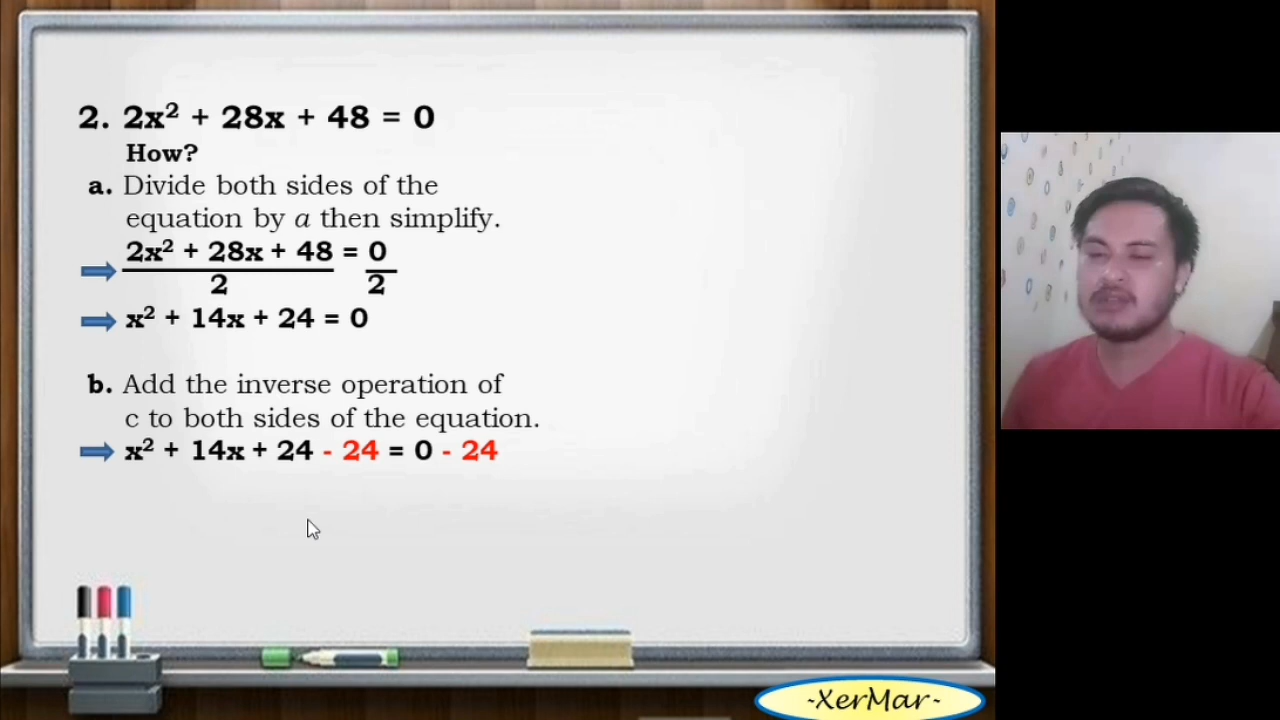 2. 2x² + 28x + 48 = 0
How?
a. Divide both sides of the
equation by a then simplify.
2x² + 28x + 48 = 0
2 2
x² + 14x + 24 = 0
b. Add the inverse operation of
c to both sides of the equation.
x² + 14x + 24 - 24 = 0 - 24
-XerMar-